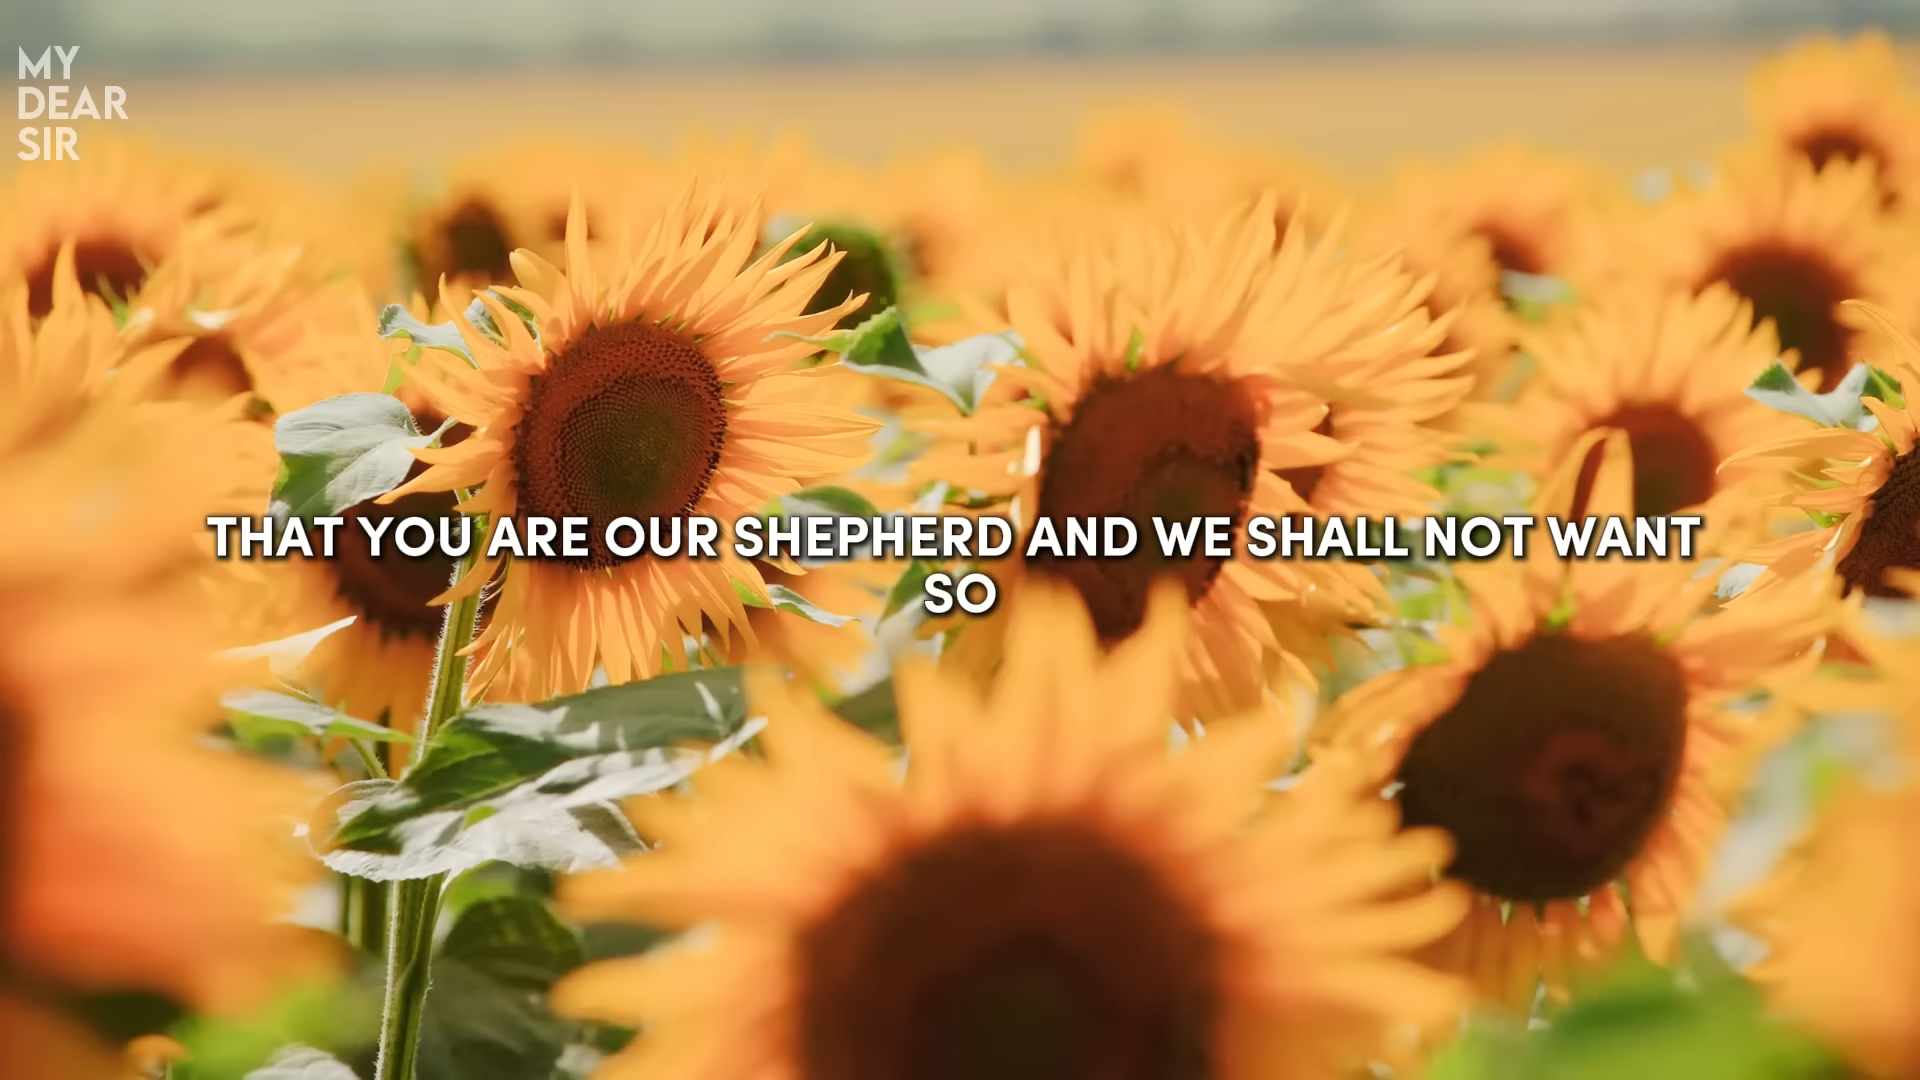 MY
DEAR
SIR
THAT YOU ARE OUR SHEPHERD AND WE SHALL NOT WANT
SO